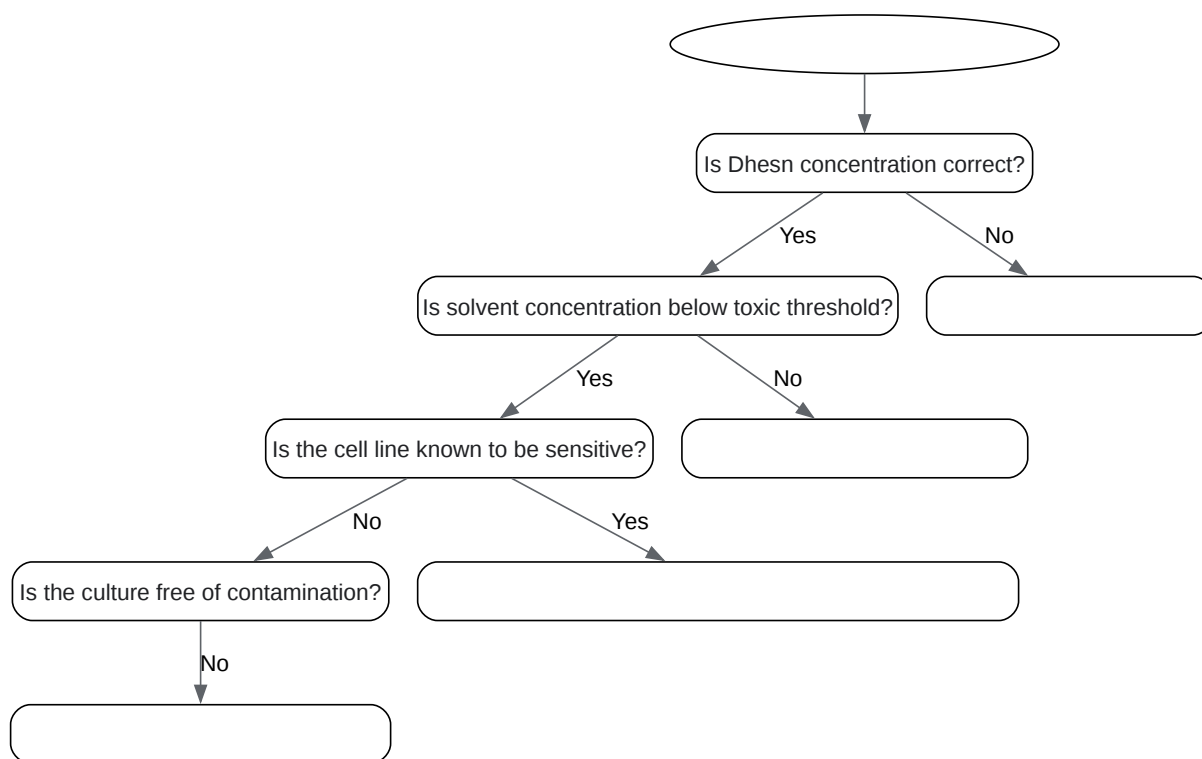 Is Dhesn concentration correct?
Yes
No
Is solvent concentration below toxic threshold?
Yes
No
Is the cell line known to be sensitive?
No
Yes
Is the culture free of contamination?
No